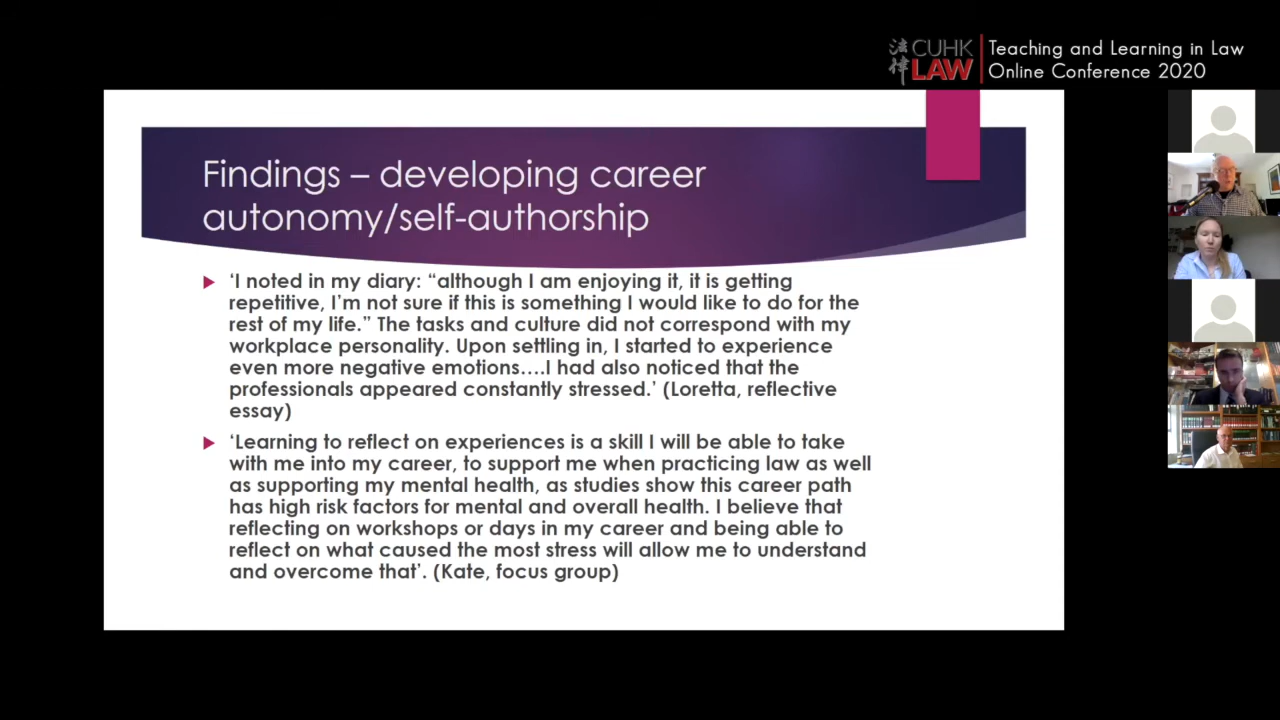 法律
CUHK
LAW
Teaching and Learning in Law
Online Conference 2020
Findings – developing career
autonomy/self-authorship
‘I noted in my diary: “although I am enjoying it, it is getting
repetitive, I’m not sure if this is something I would like to do for the
rest of my life.” The tasks and culture did not correspond with my
workplace personality. Upon settling in, I started to experience
even more negative emotions….I had also noticed that the
professionals appeared constantly stressed.’ (Loretta, reflective
essay)
‘Learning to reflect on experiences is a skill I will be able to take
with me into my career, to support me when practicing law as well
as supporting my mental health, as studies show this career path
has high risk factors for mental and overall health. I believe that
reflecting on workshops or days in my career and being able to
reflect on what caused the most stress will allow me to understand
and overcome that’. (Kate, focus group)